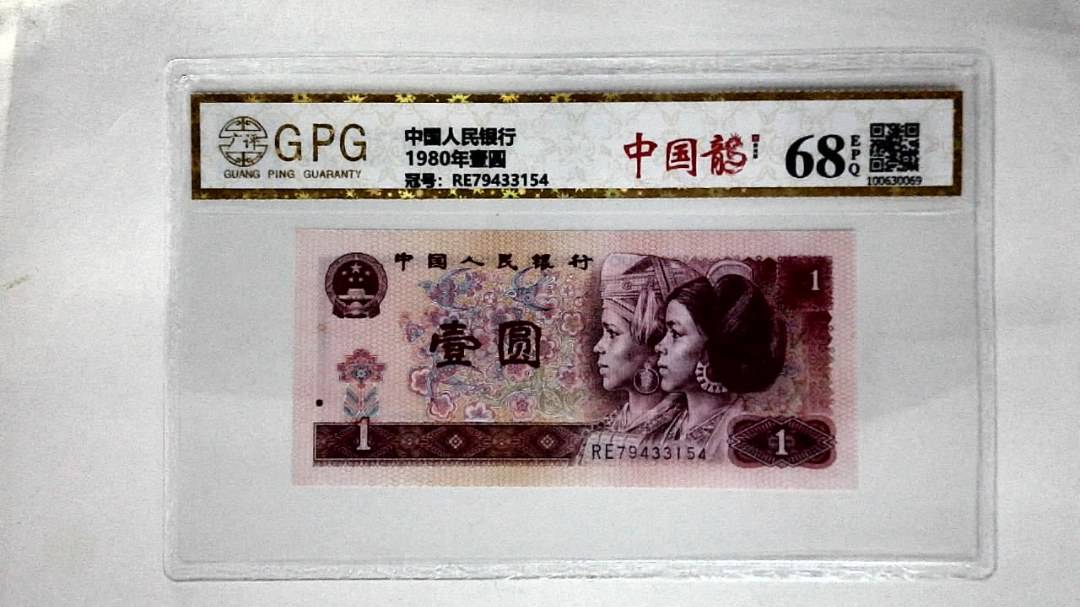 GPG
GUANG PING GUARANTY
中国人民银行
1980年壹圆
冠号：RE79433154
中国龙
68
EPQ
100630069
中国人民银行
壹圆
1
1
1
RE79433154